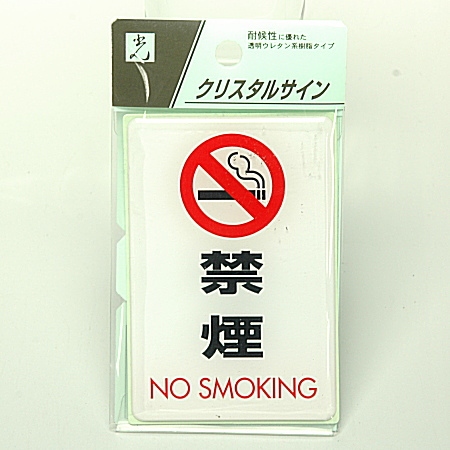 光
耐候性に優れた
透明ウレタン系樹脂タイプ
クリスタルサイン
禁
煙
NO SMOKING